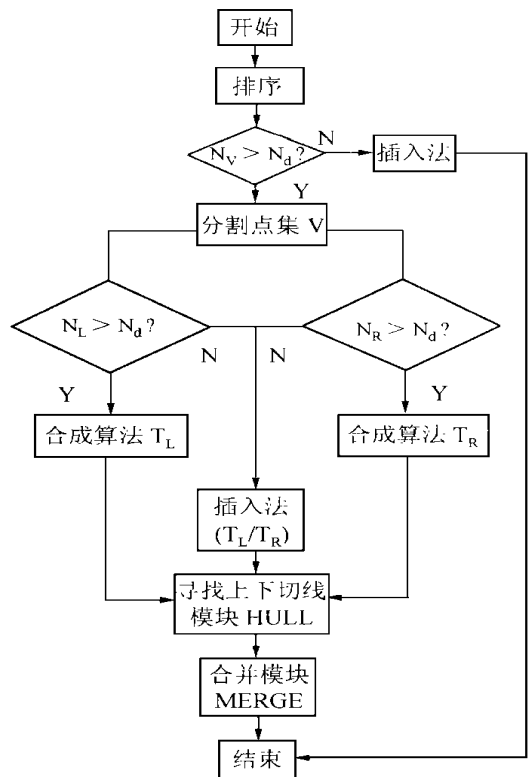 开始
排序
N_V > N_d?
N
插入法
Y
分割点集 V
N_L > N_d?
N
N
N_R > N_d?
Y
Y
合成算法 T_L
合成算法 T_R
插入法
(T_L/T_R)
寻找上下切线
模块 HULL
合并模块
MERGE
结束